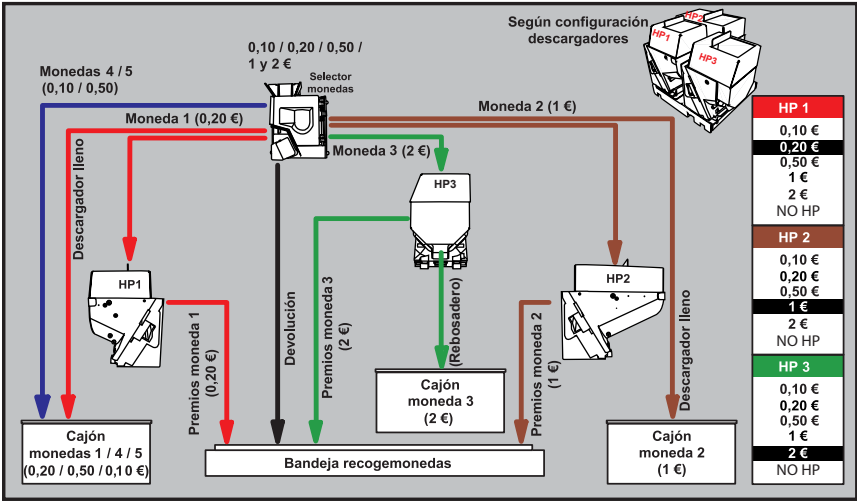 Según configuración
descargadores
HP1
HP2
HP3
0,10 / 0,20 / 0,50 /
1 y 2 €
Selector
monedas
Monedas 4 / 5
(0,10 / 0,50)
Moneda 1 (0,20 €)
Moneda 2 (1 €)
Moneda 3 (2 €)
Descargador lleno
HP1
HP3
HP2
Premios moneda 1
(0,20 €)
Devolución
Premios moneda 3
(2 €)
(Rebosadero)
Premios moneda 2
(1 €)
Descargador lleno
Cajón
monedas 1 / 4 / 5
(0,20 / 0,50 / 0,10 €)
Bandeja recogemonedas
Cajón
moneda 3
(2 €)
Cajón
moneda 2
(1 €)
HP 1
0,10 €
0,20 €
0,50 €
1 €
2 €
NO HP
HP 2
0,10 €
0,20 €
0,50 €
1 €
2 €
NO HP
HP 3
0,10 €
0,20 €
0,50 €
1 €
2 €
NO HP